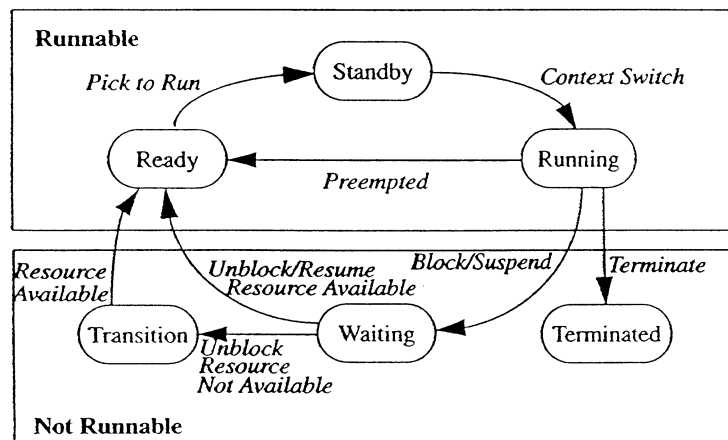 Runnable
Standby
Pick to Run
Context Switch
Ready
Running
Preempted
Resource
Available
Unblock/Resume
Resource Available
Block/Suspend
Terminate
Transition
Waiting
Terminated
Unblock
Resource
Not Available
Not Runnable